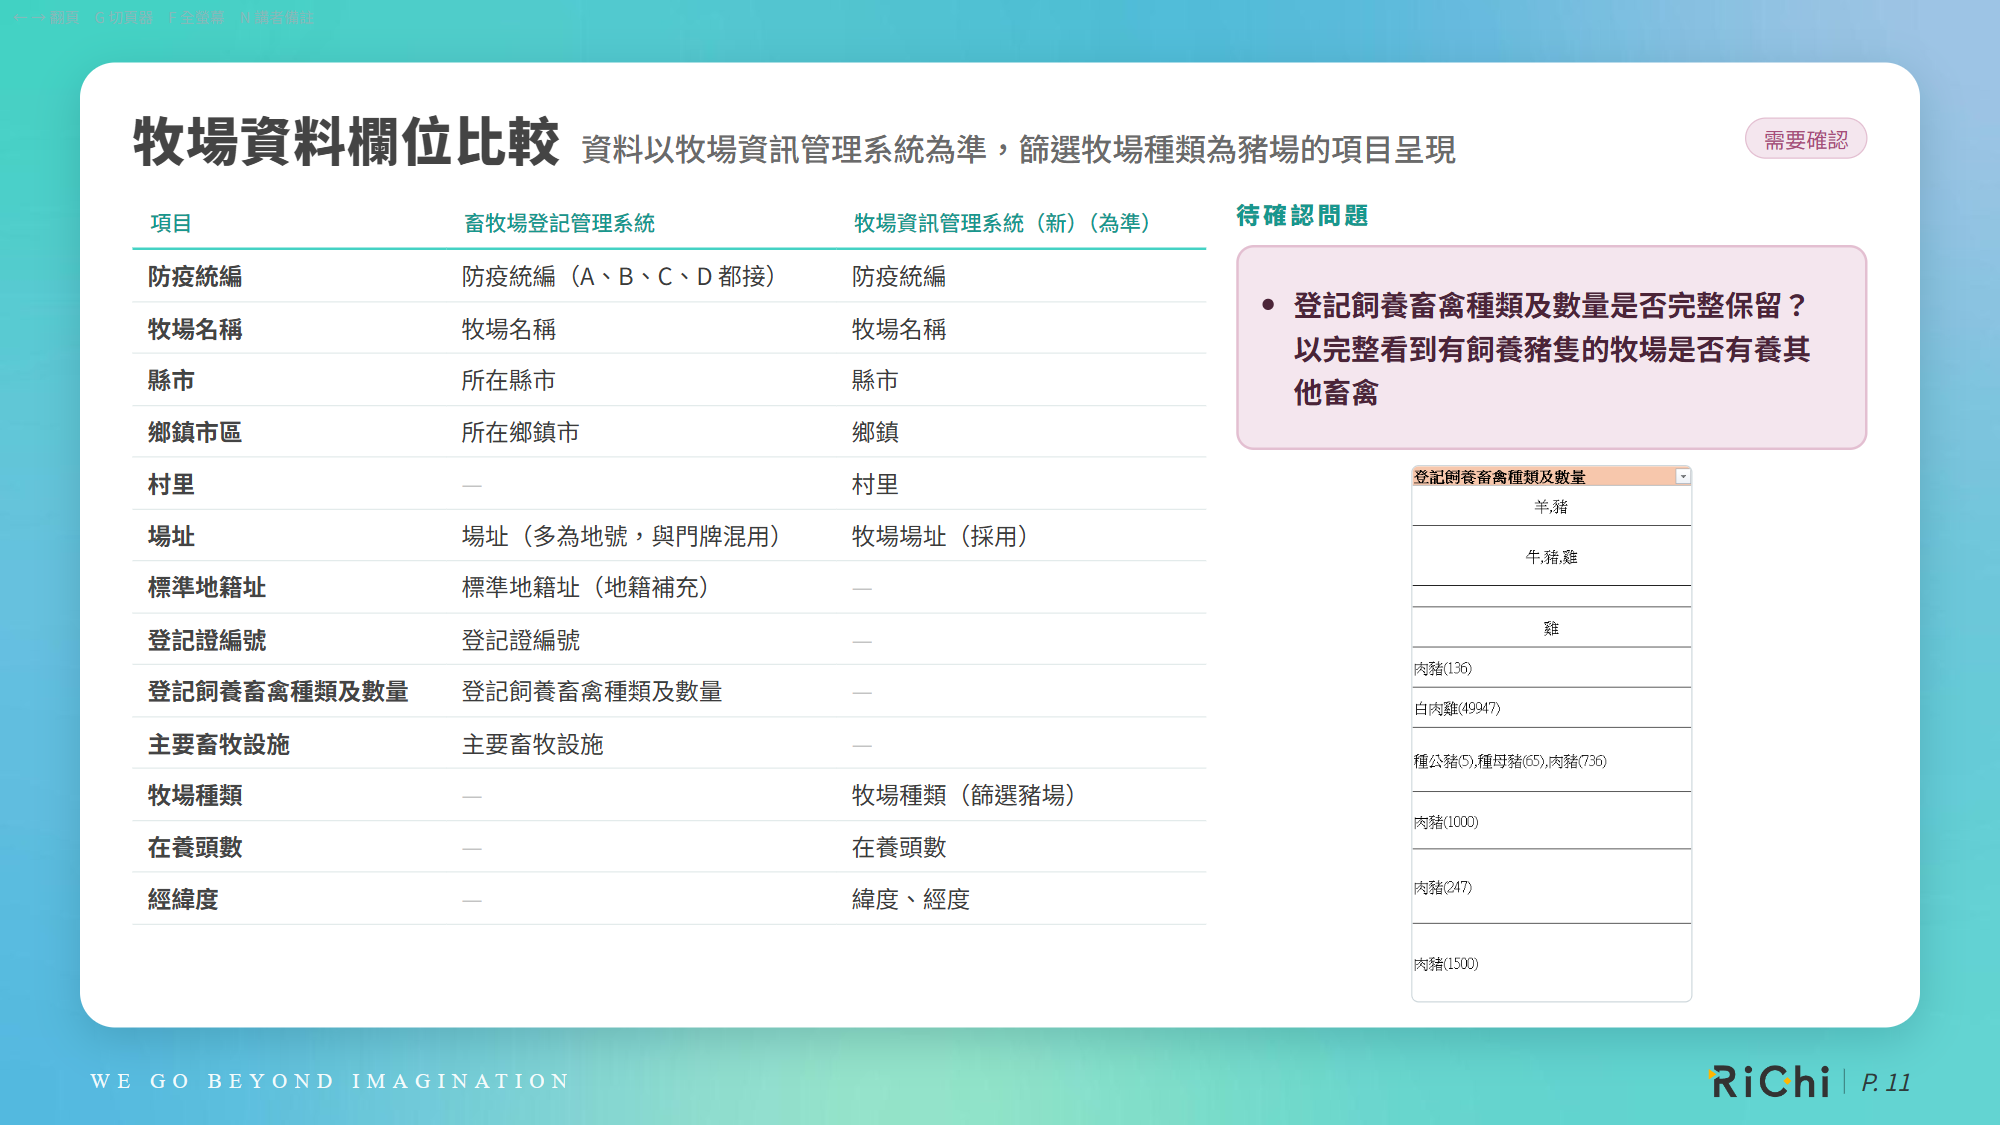 牧場資料欄位比較 資料以牧場資訊管理系統為準，篩選牧場種類為豬場的項目呈現
需要確認
項目 畜牧場登記管理系統 牧場資訊管理系統（新）（為準）
防疫統編 防疫統編（A、B、C、D 都接） 防疫統編
牧場名稱 牧場名稱 牧場名稱
縣市 所在縣市 縣市
鄉鎮市區 所在鄉鎮市 鄉鎮
村里 — 村里
場址 場址（多為地號，與門牌混用） 牧場場址（採用）
標準地籍址 標準地籍址（地籍補充） —
登記證編號 登記證編號 —
登記飼養畜禽種類及數量 登記飼養畜禽種類及數量 —
主要畜牧設施 主要畜牧設施 —
牧場種類 — 牧場種類（篩選豬場）
在養頭數 — 在養頭數
經緯度 — 緯度、經度
待確認問題
• 登記飼養畜禽種類及數量是否完整保留？
以完整看到有飼養豬隻的牧場是否有養其
他畜禽
登記飼養畜禽種類及數量
羊,豬
牛,豬,雞
雞
肉豬(136)
白肉雞(49947)
種公豬(5),種母豬(65),肉豬(736)
肉豬(1000)
肉豬(247)
肉豬(1500)
WE GO BEYOND IMAGINATION
RiChi
P. 11